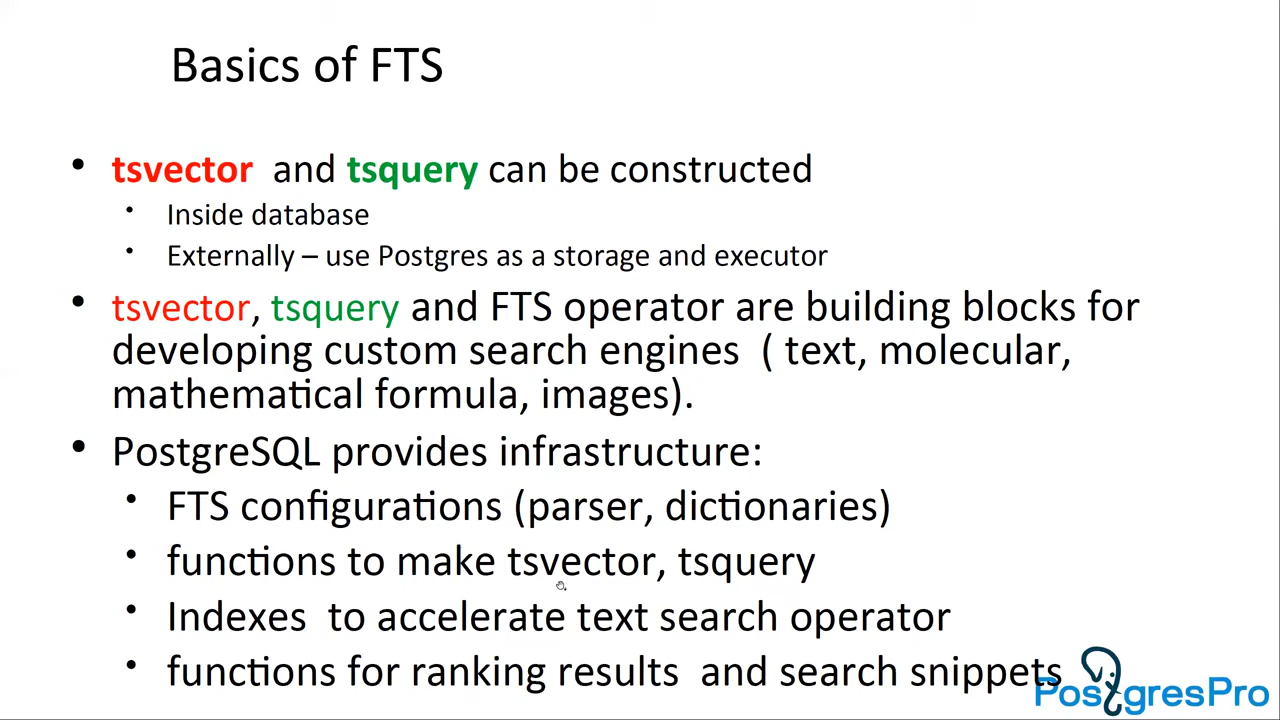 Basics of FTS
• tsvector and tsquery can be constructed
• Inside database
• Externally – use Postgres as a storage and executor
• tsvector, tsquery and FTS operator are building blocks for
developing custom search engines ( text, molecular,
mathematical formula, images).
• PostgreSQL provides infrastructure:
• FTS configurations (parser, dictionaries)
• functions to make tsvector, tsquery
• Indexes to accelerate text search operator
• functions for ranking results and search snippets
PostgresPro